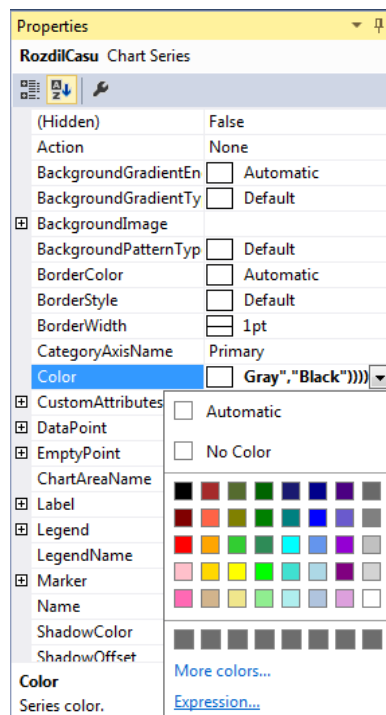 Properties
RozdilCasu Chart Series
(Hidden) False
Action None
BackgroundGradientEn Automatic
BackgroundGradientTy Default
BackgroundImage
BackgroundPatternTyp Default
BorderColor Automatic
BorderStyle Default
BorderWidth 1pt
CategoryAxisName Primary
Color Gray","Black"))))
CustomAttributes
Automatic
DataPoint
EmptyPoint
No Color
ChartAreaName
Label
Legend
LegendName
Marker
Name
ShadowColor
ShadowOffset
More colors...
Expression...
Color
Series color.